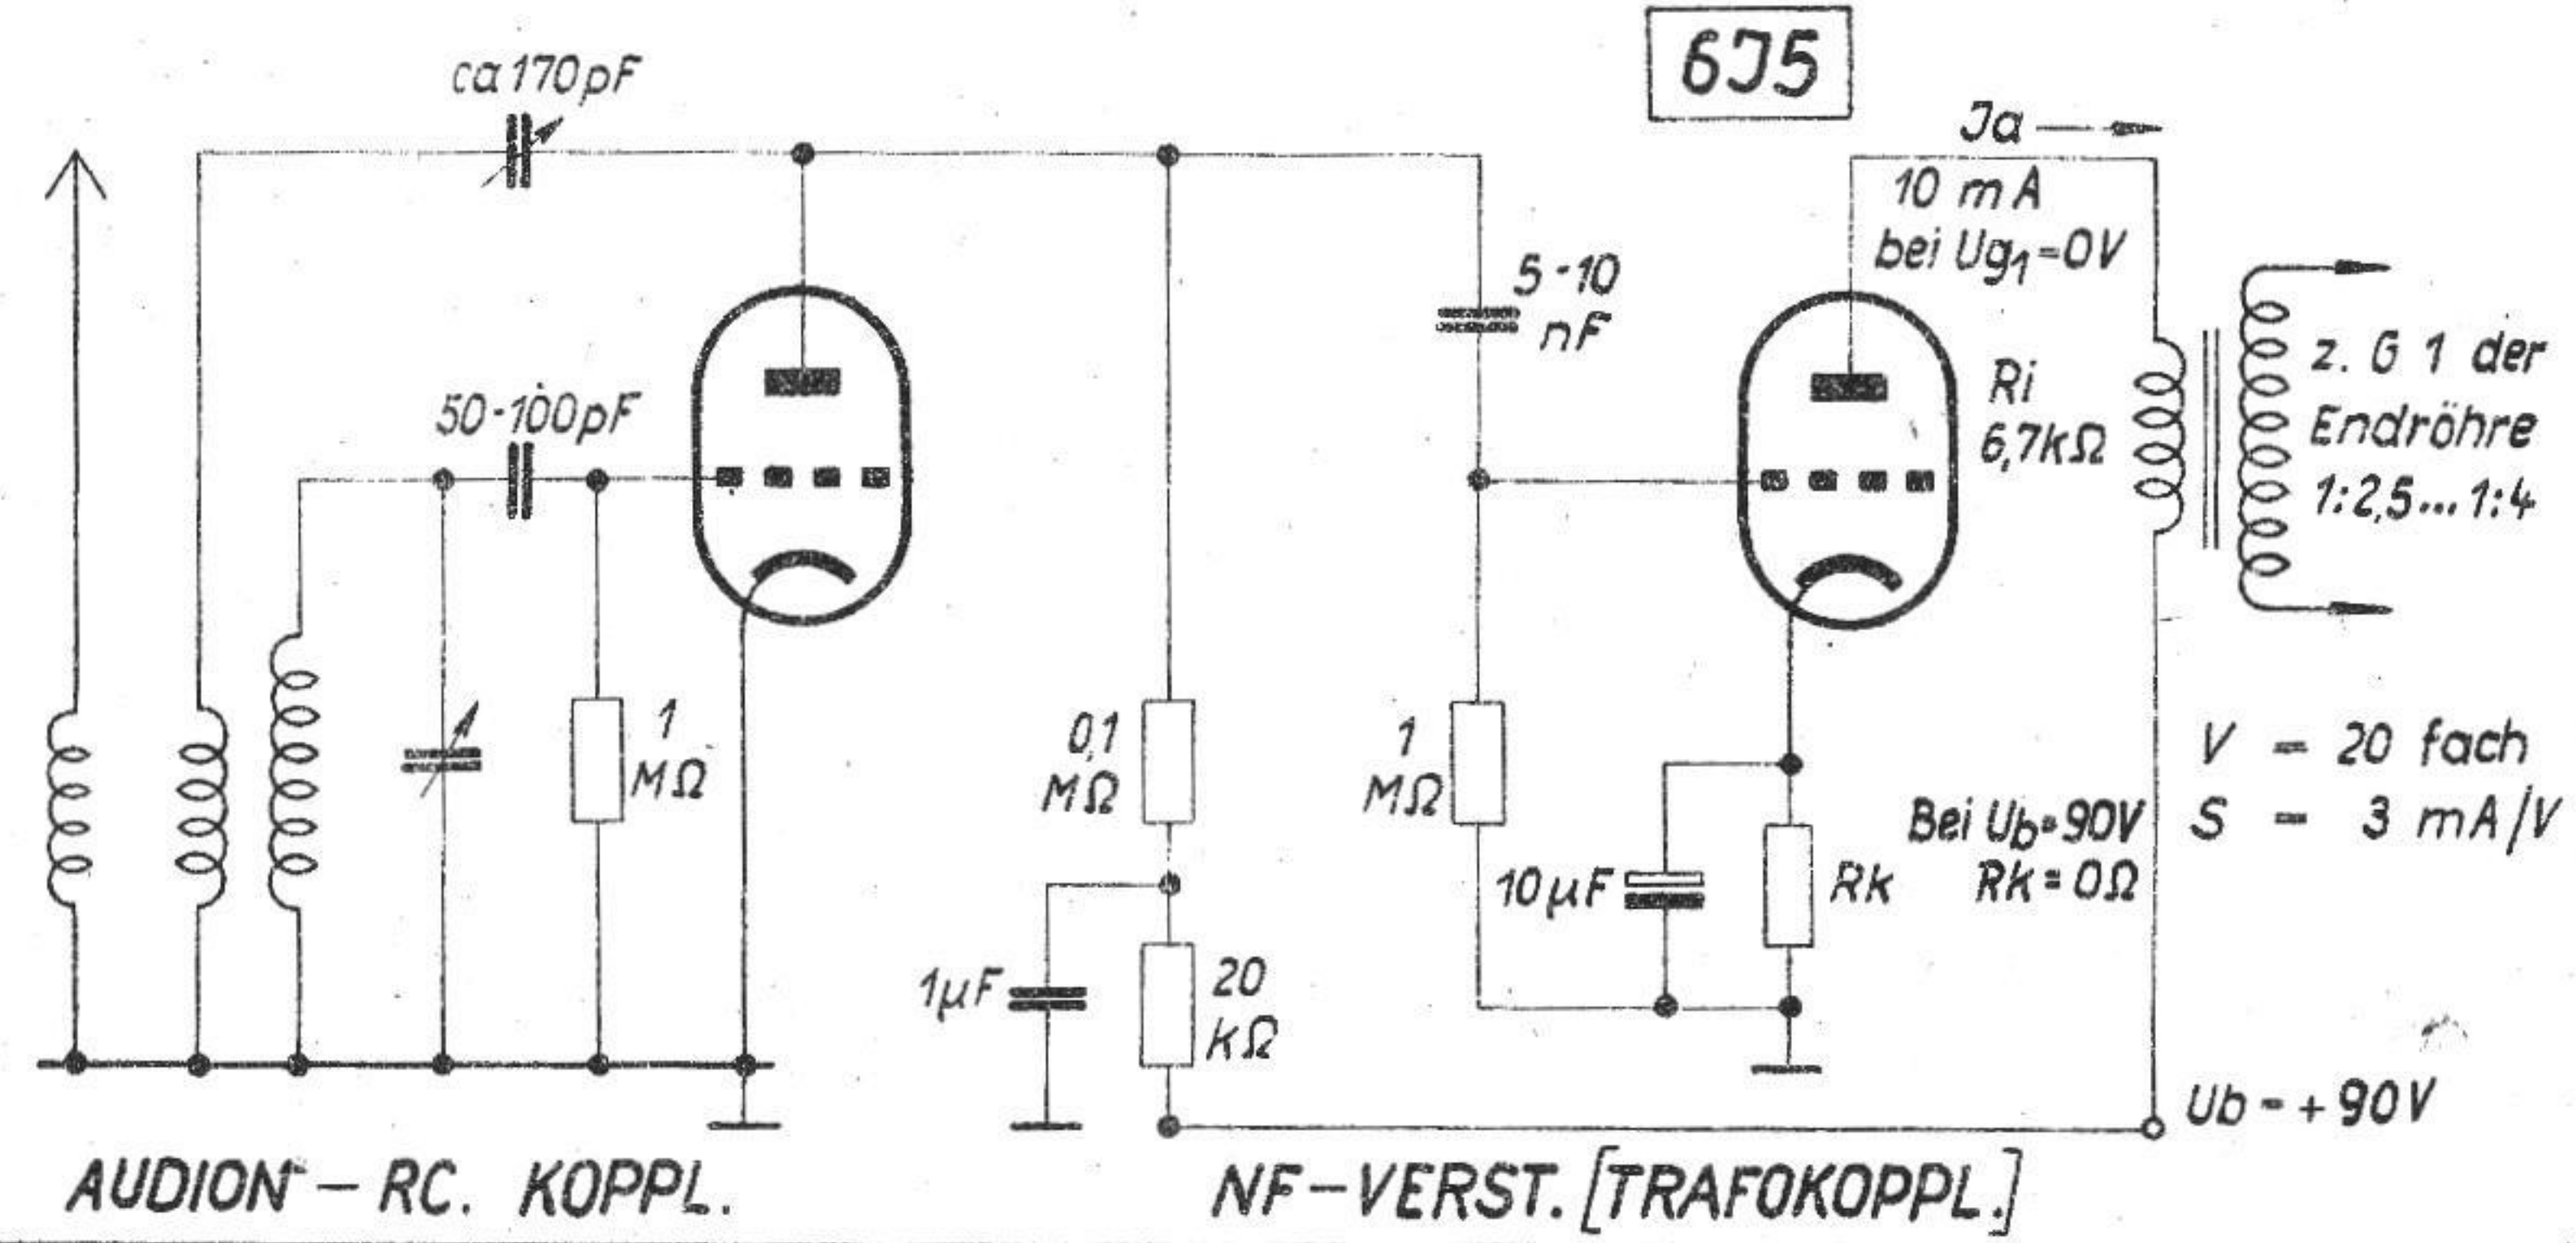 6J5
ca 170 pF
Ja
10 mA
bei Ug1=0V
5-10
nF
50-100pF
Ri
6,7kΩ
z. G 1 der
Endröhre
1:2,5...1:4
1
MΩ
0,1
MΩ
1
MΩ
V = 20 fach
S = 3 mA/V
Bei Ub=90V
Rk=0Ω
10µF
Rk
1µF
20
kΩ
Ub=+90V
AUDION – RC. KOPPL.
NF–VERST. [TRAFOKOPPL.]